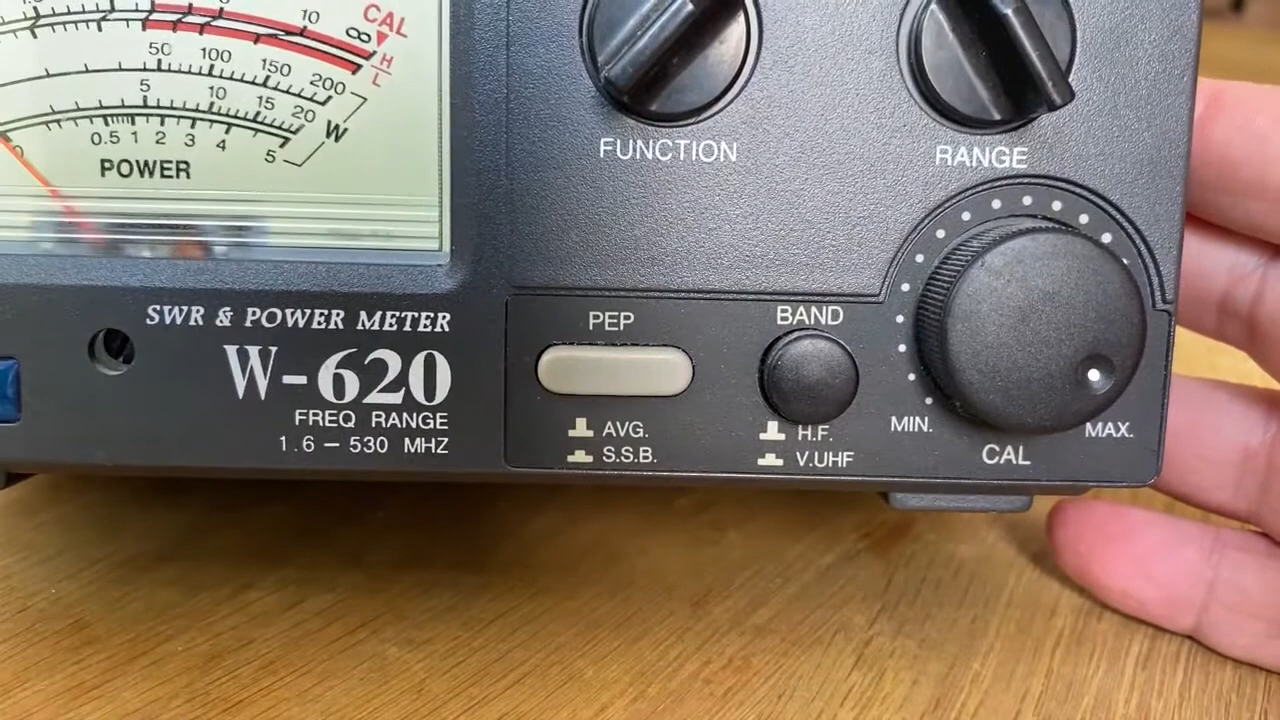 10 CAL
∞
H
L
50 100 150 200
5 10 15 20 W
0 0.5 1 2 3 4 5
POWER
FUNCTION
RANGE
SWR & POWER METER
W-620
FREQ RANGE
1.6 – 530 MHZ
PEP
AVG.
S.S.B.
BAND
H.F.
V.UHF
MIN.
MAX.
CAL